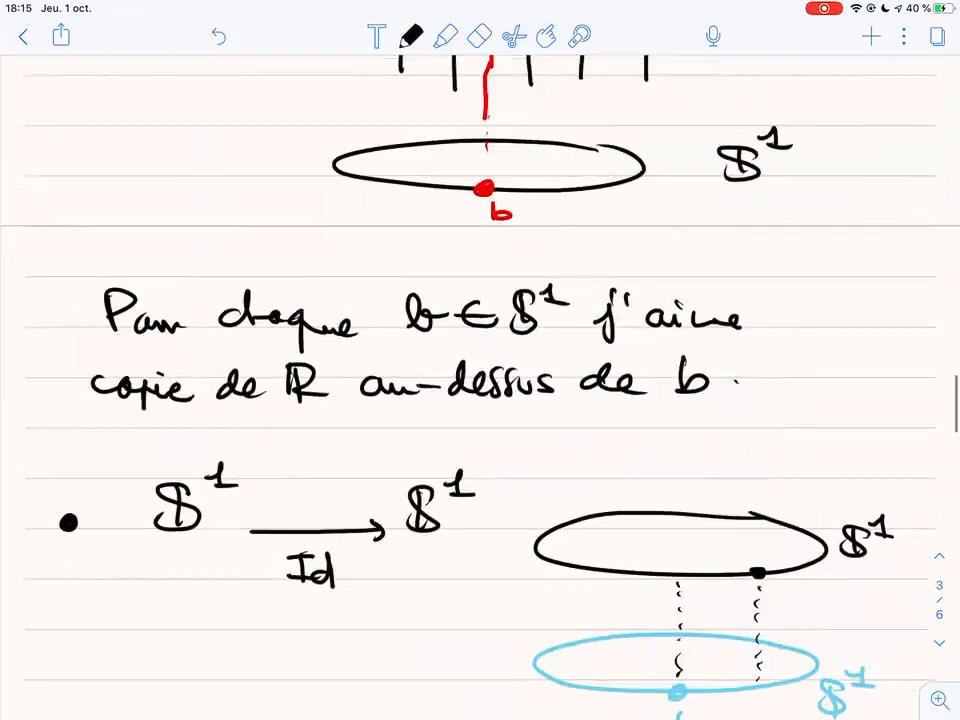 18:15 Jeu. 1 oct.
40 %
T
S¹
b
Pour chaque b ∈ S¹ j'ai une
copie de R au-dessus de b.
• S¹ → S¹
Id
S¹
S¹
3
/
6